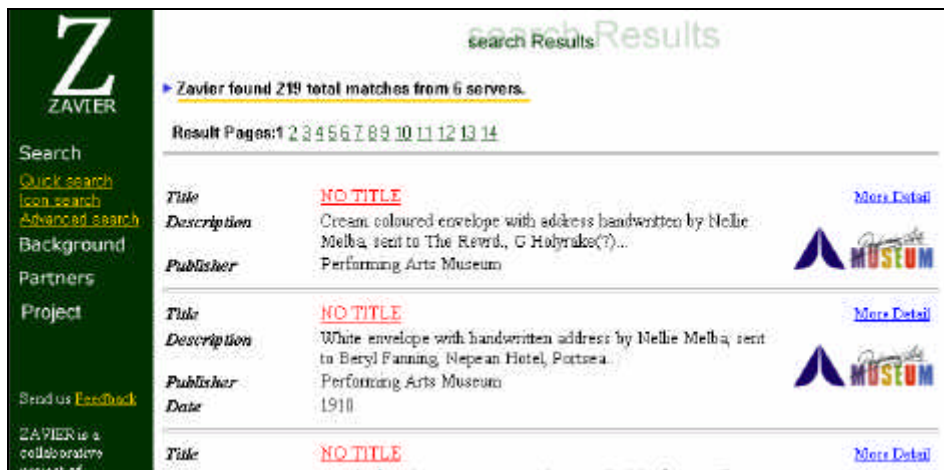 Z
ZAVIER
Search
Quick search
Icon search
Advanced search
Background
Partners
Project
Send us Feedback
ZAVIER is a
collaborative
project of
search Results Results
Zavier found 219 total matches from 6 servers.
Result Pages:1 2 3 4 5 6 7 8 9 10 11 12 13 14
Title NO TITLE More Detail
Description Cream coloured envelope with address handwritten by Nellie
Melba, sent to The Rewrd., G Holyrake(?)...
Publisher Performing Arts Museum
MUSEUM
Title NO TITLE More Detail
Description White envelope with handwritten address by Nellie Melba, sent
to Beryl Fanning, Nepean Hotel, Portsea...
Publisher Performing Arts Museum
Date 1910
MUSEUM
Title NO TITLE More Detail